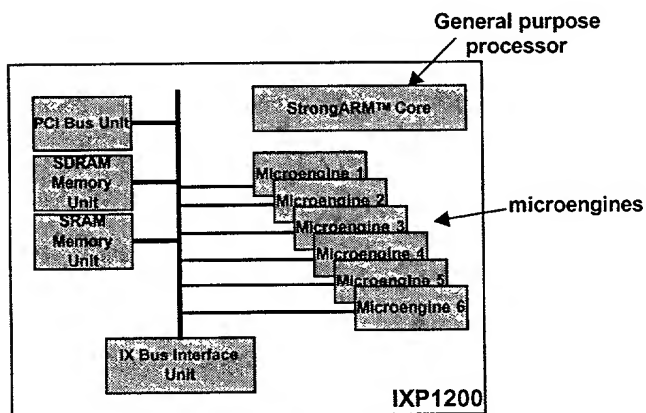 General purpose
processor
StrongARM™ Core
PCI Bus Unit
SDRAM
Memory
Unit
SRAM
Memory
Unit
Microengine 1
Microengine 2
Microengine 3
Microengine 4
Microengine 5
Microengine 6
microengines
IX Bus Interface
Unit
IXP1200